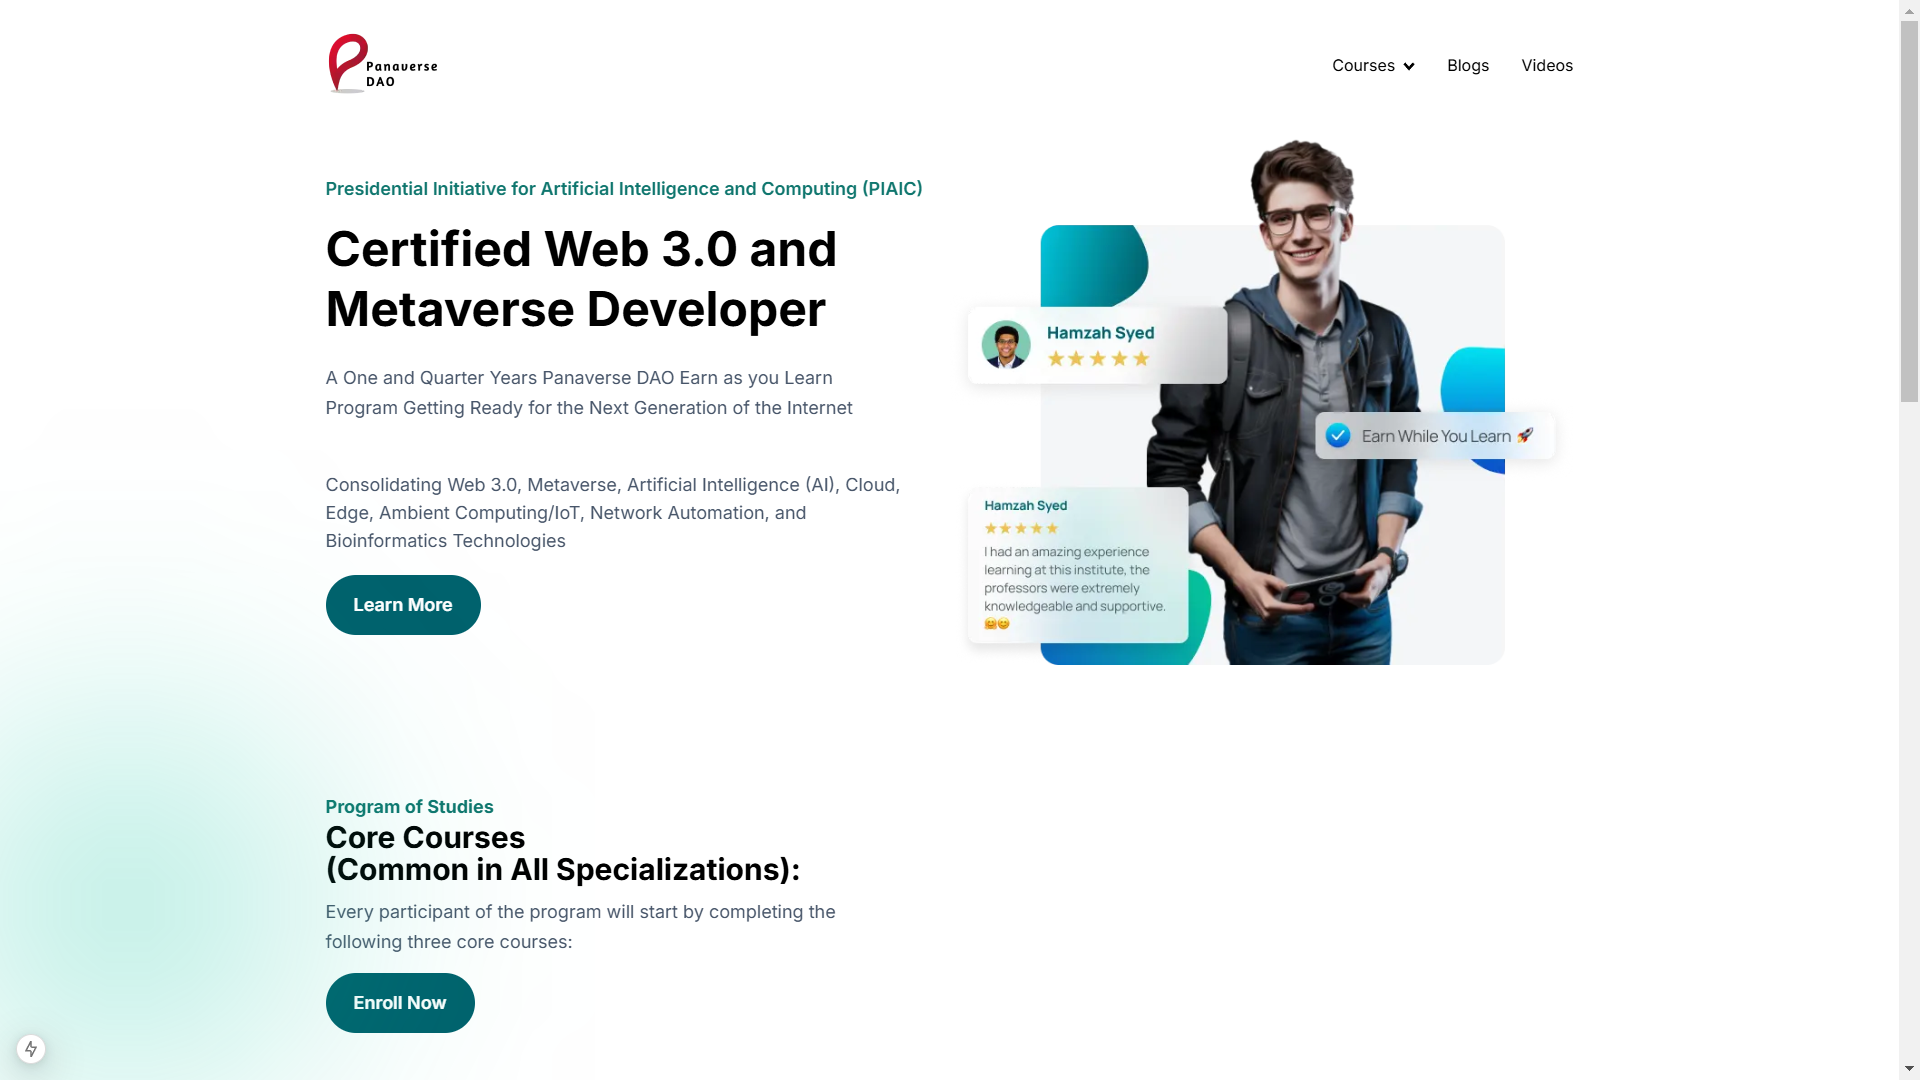 Panaverse
DAO
Courses
Blogs
Videos
Presidential Initiative for Artificial Intelligence and Computing (PIAIC)
Certified Web 3.0 and
Metaverse Developer
A One and Quarter Years Panaverse DAO Earn as you Learn
Program Getting Ready for the Next Generation of the Internet
Consolidating Web 3.0, Metaverse, Artificial Intelligence (AI), Cloud,
Edge, Ambient Computing/IoT, Network Automation, and
Bioinformatics Technologies
Learn More
Hamzah Syed
Earn While You Learn 🚀
Hamzah Syed
I had an amazing experience
learning at this institute, the
professors were extremely
knowledgeable and supportive.
🤗😊
Program of Studies
Core Courses
(Common in All Specializations):
Every participant of the program will start by completing the
following three core courses:
Enroll Now